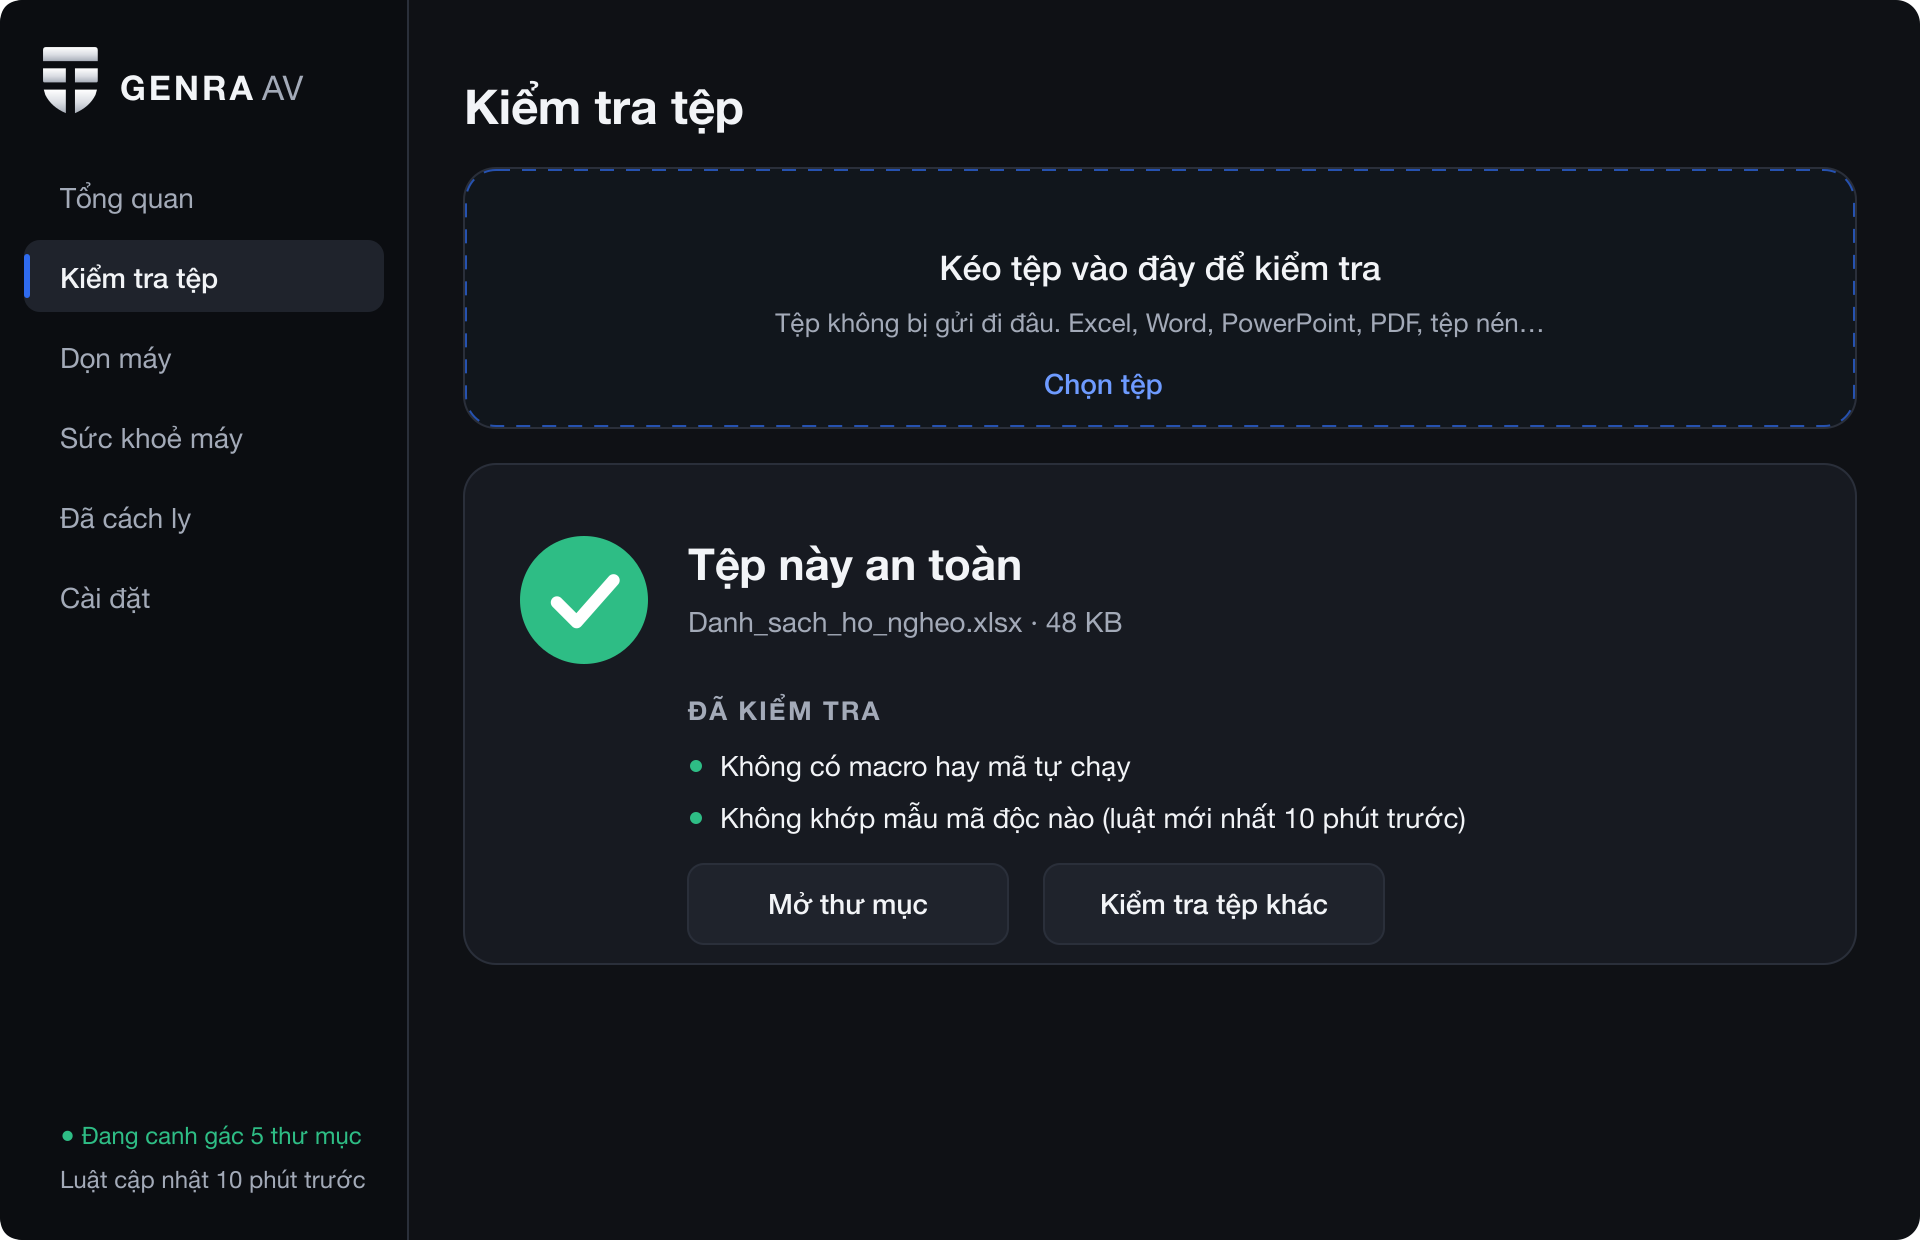 GENRA AV
Tổng quan
Kiểm tra tệp
Dọn máy
Sức khoẻ máy
Đã cách ly
Cài đặt
Đang canh gác 5 thư mục
Luật cập nhật 10 phút trước
Kiểm tra tệp
Kéo tệp vào đây để kiểm tra
Tệp không bị gửi đi đâu. Excel, Word, PowerPoint, PDF, tệp nén…
Chọn tệp
Tệp này an toàn
Danh_sach_ho_ngheo.xlsx · 48 KB
ĐÃ KIỂM TRA
Không có macro hay mã tự chạy
Không khớp mẫu mã độc nào (luật mới nhất 10 phút trước)
Mở thư mục
Kiểm tra tệp khác